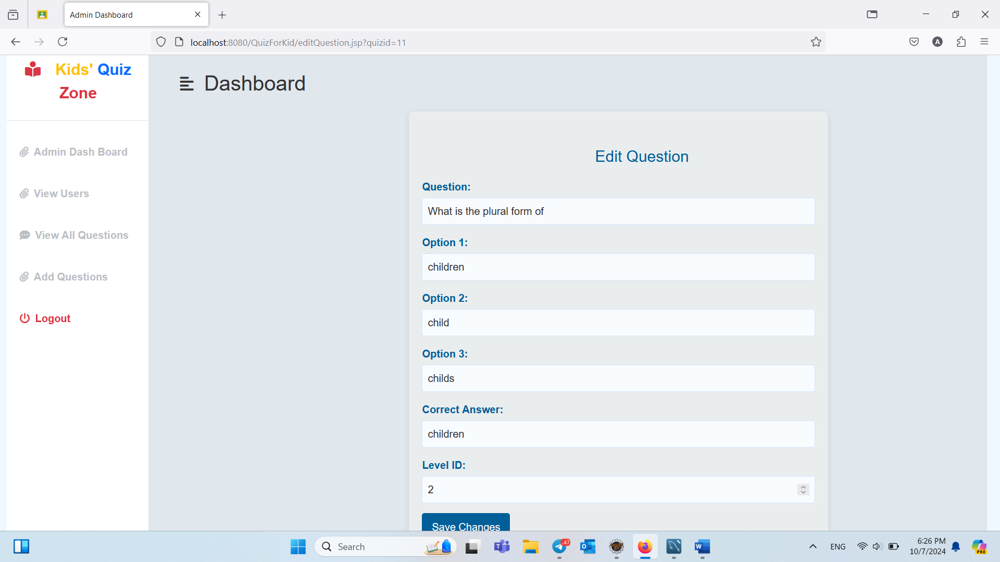 Admin Dashboard
localhost:8080/QuizForKid/editQuestion.jsp?quizid=11
A
Kids' Quiz
Zone
Admin Dash Board
View Users
View All Questions
Add Questions
Logout
Dashboard
Edit Question
Question:
What is the plural form of
Option 1:
children
Option 2:
child
Option 3:
childs
Correct Answer:
children
Level ID:
2
Save Changes
Search
.47
ENG
6:26 PM
10/7/2024
PRE